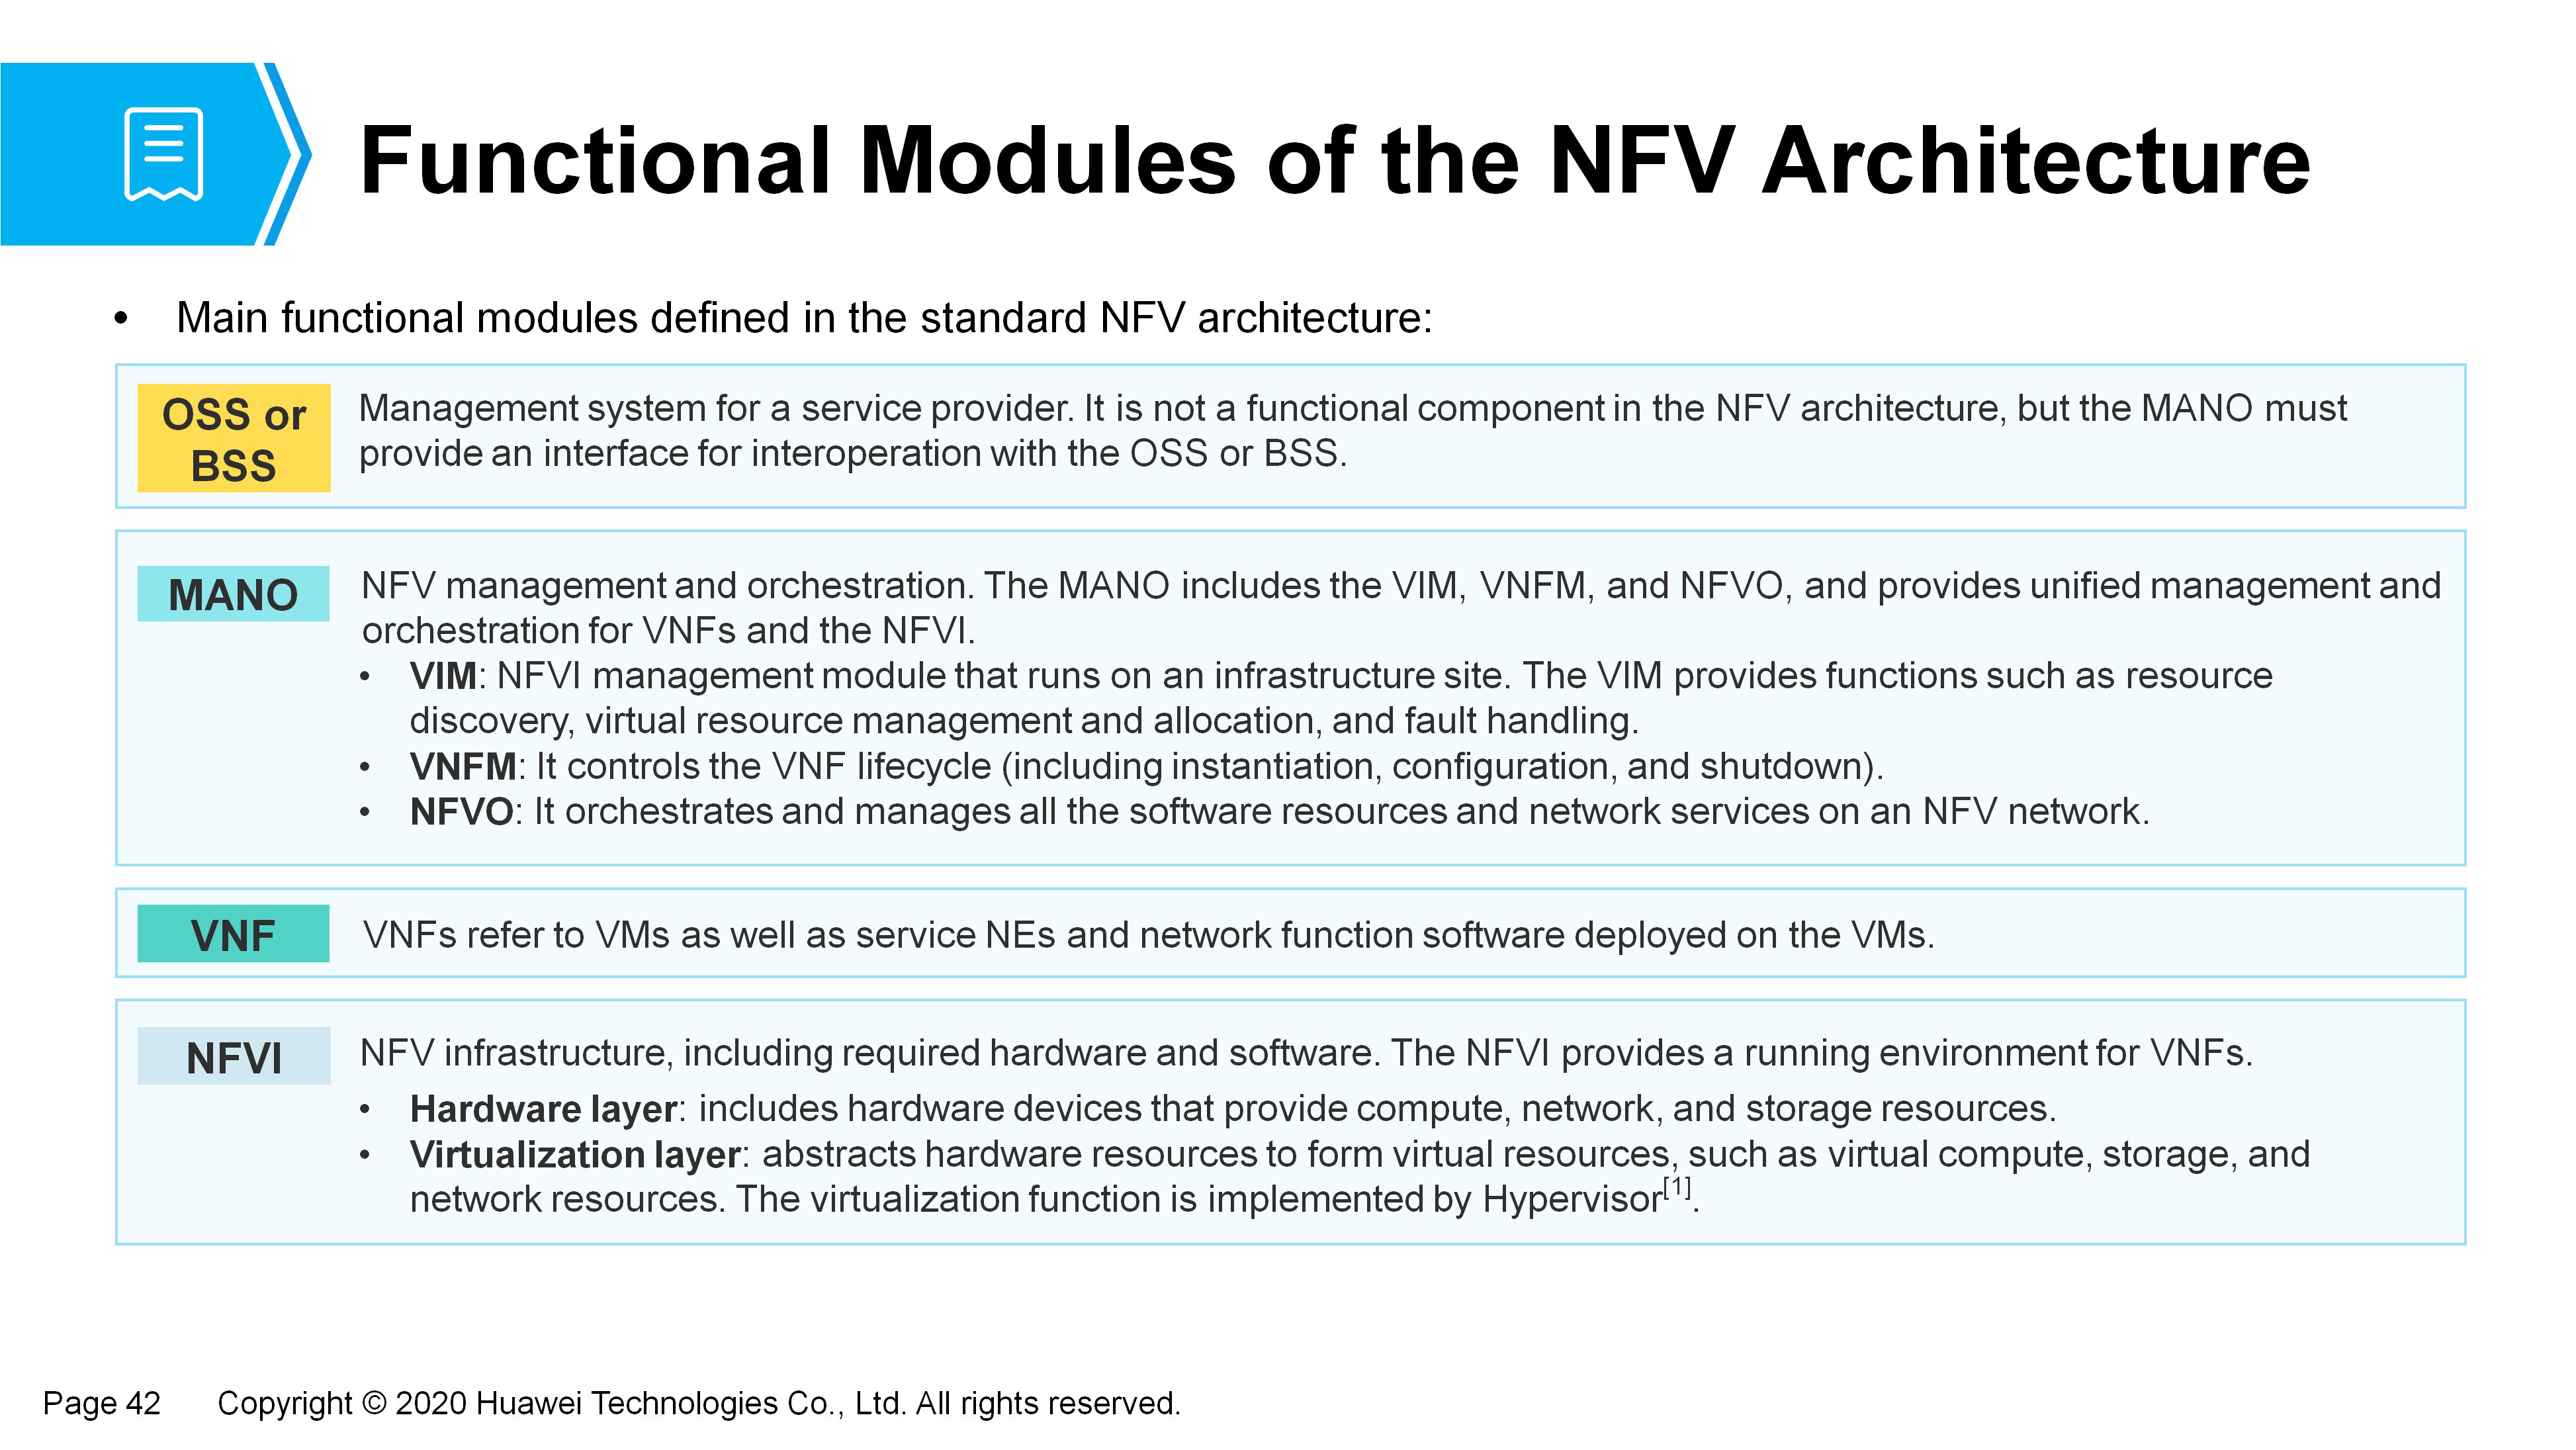 Functional Modules of the NFV Architecture
• Main functional modules defined in the standard NFV architecture:
OSS or
BSS
Management system for a service provider. It is not a functional component in the NFV architecture, but the MANO must
provide an interface for interoperation with the OSS or BSS.
MANO
NFV management and orchestration. The MANO includes the VIM, VNFM, and NFVO, and provides unified management and
orchestration for VNFs and the NFVI.
• VIM: NFVI management module that runs on an infrastructure site. The VIM provides functions such as resource
discovery, virtual resource management and allocation, and fault handling.
• VNFM: It controls the VNF lifecycle (including instantiation, configuration, and shutdown).
• NFVO: It orchestrates and manages all the software resources and network services on an NFV network.
VNF
VNFs refer to VMs as well as service NEs and network function software deployed on the VMs.
NFVI
NFV infrastructure, including required hardware and software. The NFVI provides a running environment for VNFs.
• Hardware layer: includes hardware devices that provide compute, network, and storage resources.
• Virtualization layer: abstracts hardware resources to form virtual resources, such as virtual compute, storage, and
network resources. The virtualization function is implemented by Hypervisor[1].
Page 42 Copyright © 2020 Huawei Technologies Co., Ltd. All rights reserved.